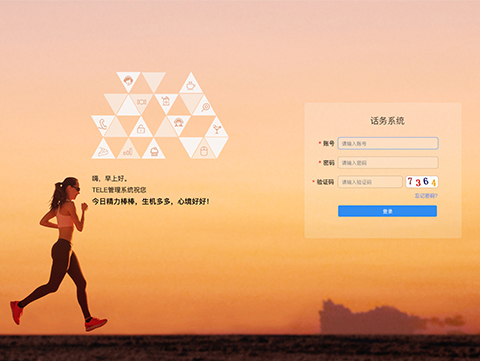 嗨，早上好。
TELE管理系统祝您
今日精力棒棒，生机多多，心境好好！
话务系统
* 账号 请输入账号
* 密码 请输入密码
* 验证码 请输入验证码 7364
忘记密码?
登录